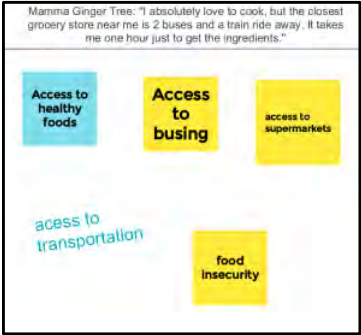 Mamma Ginger Tree: "I absolutely love to cook, but the closest
grocery store near me is 2 buses and a train ride away. It takes
me one hour just to get the ingredients."
Access to
healthy
foods
Access
to
busing
access to
supermarkets
acess to
transportation
food
insecurity